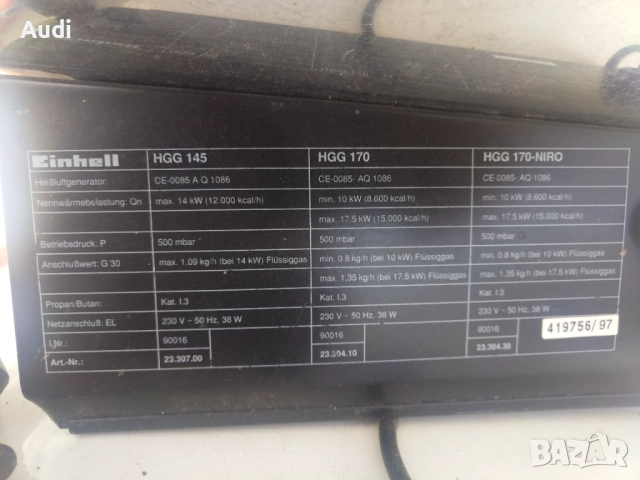 Audi
Einhell HGG 145 HGG 170 HGG 170-NIRO
Heißluftgenerator: CE-0085 A Q 1086 CE-0085- AQ 1086 CE-0085- AQ 1086
Nennwärmebelastung: Qn max. 14 kW (12.000 kcal/h) min. 10 kW (8.600 kcal/h) min. 10 kW (8.600 kcal/h)
max. 17,5 kW (15.000 kcal/h) max. 17,5 kW (15.000 kcal/h)
Betriebsdruck: P 500 mbar 500 mbar 500 mbar
Anschlußwert: G 30 max. 1.09 kg/h (bei 14 kW) Flüssiggas min. 0.8 kg/h (bei 10 kW) Flüssiggas min. 0.8 kg/h (bei 10 kW) Flüssiggas
max. 1.35 kg/h (bei 17.5 kW) Flüssiggas max. 1.35 kg/h (bei 17.5 kW) Flüssiggas
Propan/Butan: Kat. I.3 Kat. I.3 Kat. I.3
Netzanschluß: EL 230 V ~ 50 Hz, 38 W 230 V ~ 50 Hz, 38 W 230 V ~ 50 Hz, 38 W
I.Nr.: 90016 90016 90016 419756/97
Art.-Nr.: 23.307.00 23.304.10 23.304.30
BAZAR